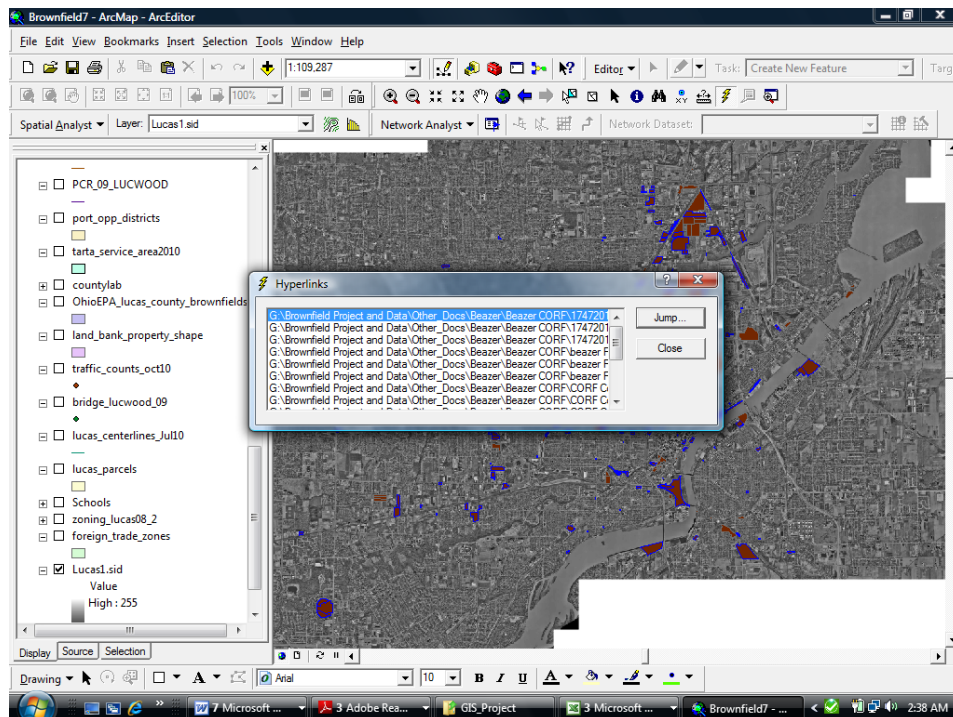 Brownfield7 - ArcMap - ArcEditor
File Edit View Bookmarks Insert Selection Tools Window Help
1:109,287 Editor Task: Create New Feature Targ
100%
Spatial Analyst Layer: Lucas1.sid Network Analyst Network Dataset:
PCR_09_LUCWOOD
port_opp_districts
tarta_service_area2010
countylab
OhioEPA_lucas_county_brownfields
land_bank_property_shape
traffic_counts_oct10
bridge_lucwood_09
lucas_centerlines_Jul10
lucas_parcels
Schools
zoning_lucas08_2
foreign_trade_zones
Lucas1.sid
Value
High : 255
Hyperlinks
G:\Brownfield Project and Data\Other_Docs\Beazer\Beazer CORF\1747201
G:\Brownfield Project and Data\Other_Docs\Beazer\Beazer CORF\1747201
G:\Brownfield Project and Data\Other_Docs\Beazer\Beazer CORF\1747201
G:\Brownfield Project and Data\Other_Docs\Beazer\Beazer CORF\beazer F
G:\Brownfield Project and Data\Other_Docs\Beazer\Beazer CORF\beazer F
G:\Brownfield Project and Data\Other_Docs\Beazer\Beazer CORF\beazer F
G:\Brownfield Project and Data\Other_Docs\Beazer\Beazer CORF\CORF C
G:\Brownfield Project and Data\Other_Docs\Beazer\Beazer CORF\CORF C
Jump...
Close
Display Source Selection
Drawing A Arial 10 B I U A
7 Microsoft ... 3 Adobe Rea... GIS_Project 3 Microsoft ... Brownfield7 - ... 2:38 AM